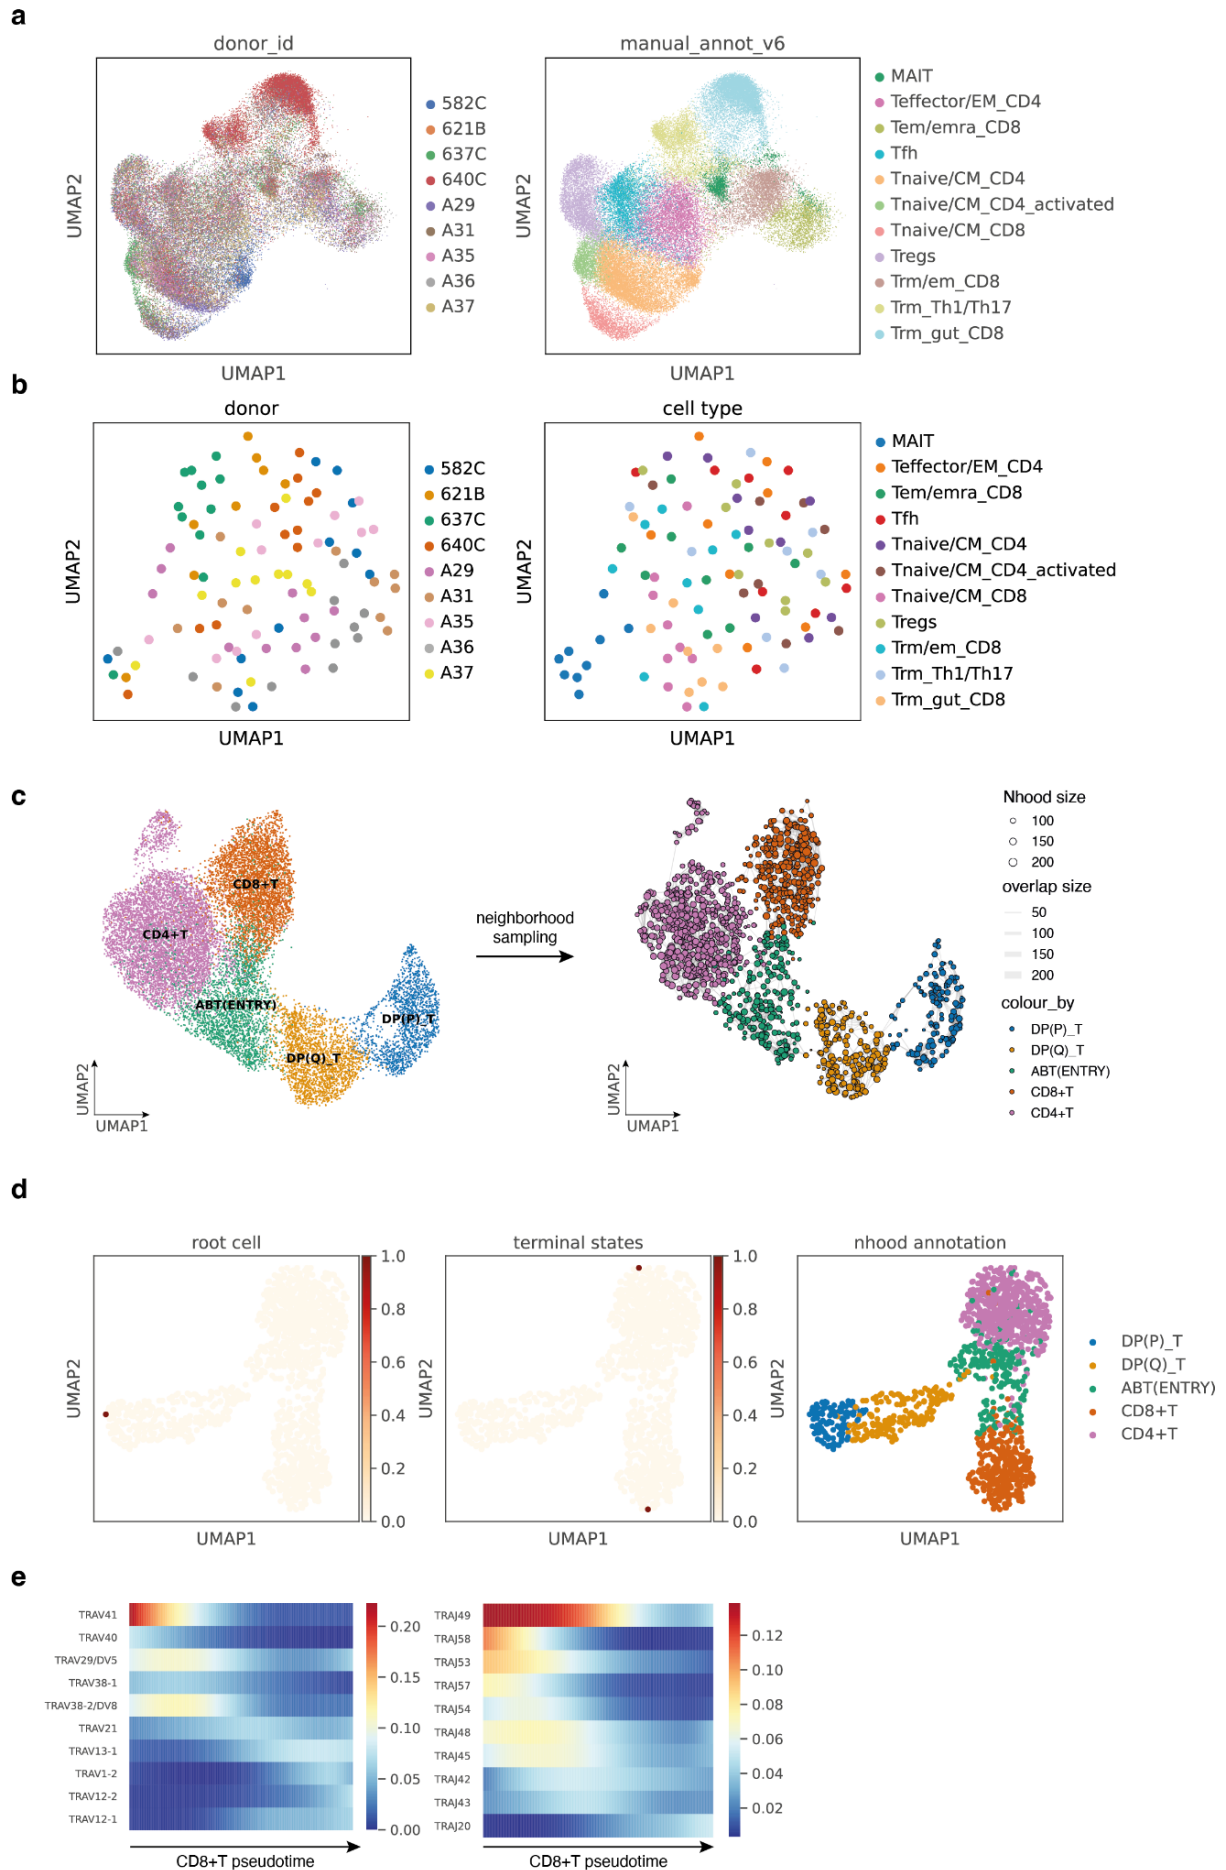 a
donor_id
manual_annot_v6
UMAP2
UMAP1
582C
621B
637C
640C
A29
A31
A35
A36
A37
UMAP2
UMAP1
MAIT
Teffector/EM_CD4
Tem/emra_CD8
Tfh
Tnaive/CM_CD4
Tnaive/CM_CD4_activated
Tnaive/CM_CD8
Tregs
Trm/em_CD8
Trm_Th1/Th17
Trm_gut_CD8
b
donor
cell type
UMAP2
UMAP1
582C
621B
637C
640C
A29
A31
A35
A36
A37
UMAP2
UMAP1
MAIT
Teffector/EM_CD4
Tem/emra_CD8
Tfh
Tnaive/CM_CD4
Tnaive/CM_CD4_activated
Tnaive/CM_CD8
Tregs
Trm/em_CD8
Trm_Th1/Th17
Trm_gut_CD8
c
CD8+T
CD4+T
ABT(ENTRY)
DP(P)_T
DP(Q)_T
UMAP2
UMAP1
neighborhood
sampling
UMAP2
UMAP1
Nhood size
100
150
200
overlap size
50
100
150
200
colour_by
DP(P)_T
DP(Q)_T
ABT(ENTRY)
CD8+T
CD4+T
d
root cell
UMAP2
UMAP1
1.0
0.8
0.6
0.4
0.2
0.0
terminal states
UMAP2
UMAP1
1.0
0.8
0.6
0.4
0.2
0.0
nhood annotation
UMAP2
UMAP1
DP(P)_T
DP(Q)_T
ABT(ENTRY)
CD8+T
CD4+T
e
TRAV41
TRAV40
TRAV29/DV5
TRAV38-1
TRAV38-2/DV8
TRAV21
TRAV13-1
TRAV1-2
TRAV12-2
TRAV12-1
CD8+T pseudotime
0.20
0.15
0.10
0.05
0.00
TRAJ49
TRAJ58
TRAJ53
TRAJ57
TRAJ54
TRAJ48
TRAJ45
TRAJ42
TRAJ43
TRAJ20
CD8+T pseudotime
0.12
0.10
0.08
0.06
0.04
0.02